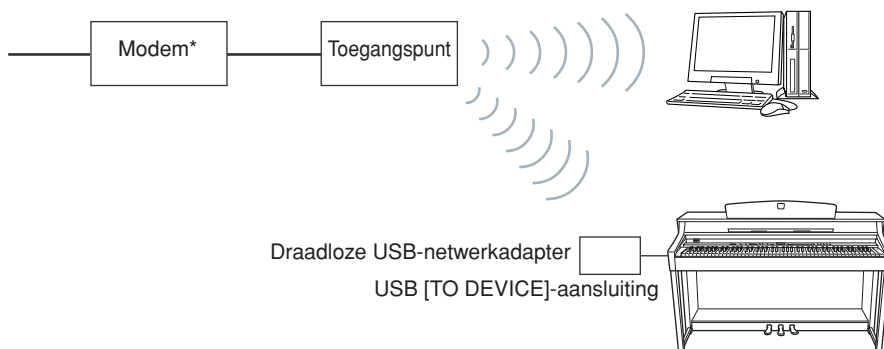 Modem*
Toegangspunt
Draadloze USB-netwerkadapter
USB [TO DEVICE]-aansluiting